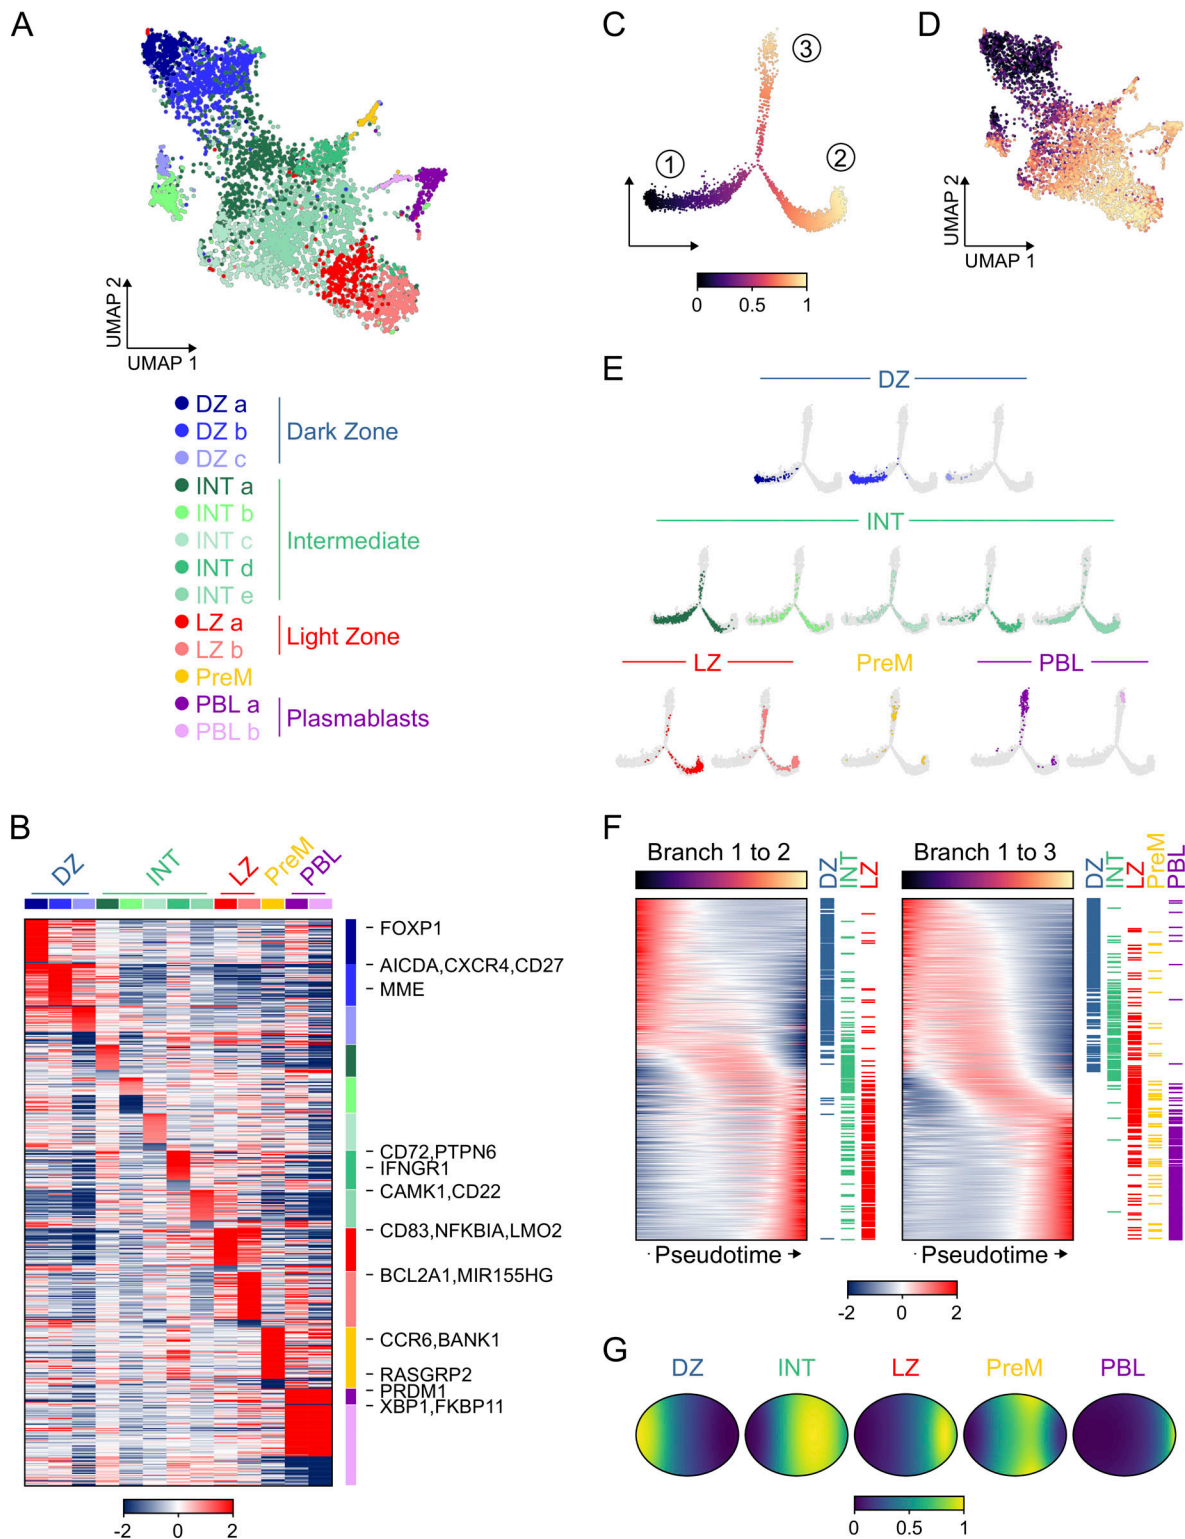 A
UMAP 2
UMAP 1
DZ a
DZ b
DZ c
Dark Zone
INT a
INT b
INT c
INT d
INT e
Intermediate
LZ a
LZ b
Light Zone
PreM
PBL a
PBL b
Plasmablasts
B
DZ
INT
LZ
PreM
PBL
FOXP1
AICDA,CXCR4,CD27
MME
CD72,PTPN6
IFNGR1
CAMK1,CD22
CD83,NFKBIA,LMO2
BCL2A1,MIR155HG
CCR6,BANK1
RASGRP2
PRDM1
XBP1,FKBP11
-2 0 2
C
1
2
3
0 0.5 1
D
UMAP 2
UMAP 1
E
DZ
INT
LZ
PreM
PBL
F
Branch 1 to 2
DZ
INT
LZ
Branch 1 to 3
DZ
INT
LZ
PreM
PBL
Pseudotime
Pseudotime
-2 0 2
G
DZ
INT
LZ
PreM
PBL
0 0.5 1